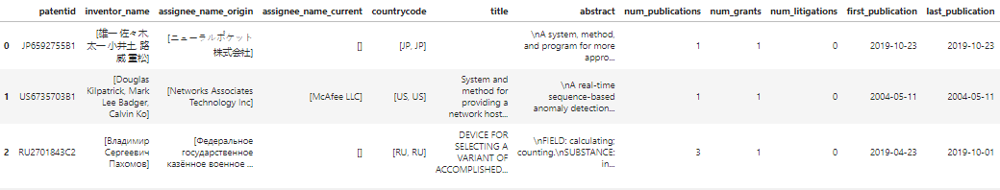 patentid inventor_name assignee_name_origin assignee_name_current countrycode title abstract num_publications num_grants num_litigations first_publication last_publication
0 JP6592755B1 [雄一 佐々木, 太一 小井土, 路威 重松] [ニューラルポケット株式会社] [] [JP, JP] \nA system, method, and program for more appro... 1 1 0 2019-10-23 2019-10-23
1 US6735703B1 [Douglas Kilpatrick, Mark Lee Badger, Calvin Ko] [Networks Associates Technology Inc] [McAfee LLC] [US, US] System and method for providing a network host... \nA real-time sequence-based anomaly detection... 1 1 0 2004-05-11 2004-05-11
2 RU2701843C2 [Владимир Сергеевич Пахомов] [Федеральное государственное казённое военное ... [] [RU, RU] DEVICE FOR SELECTING A VARIANT OF ACCOMPLISHED... \nFIELD: calculating; counting.\nSUBSTANCE: in... 3 1 0 2019-04-23 2019-10-01